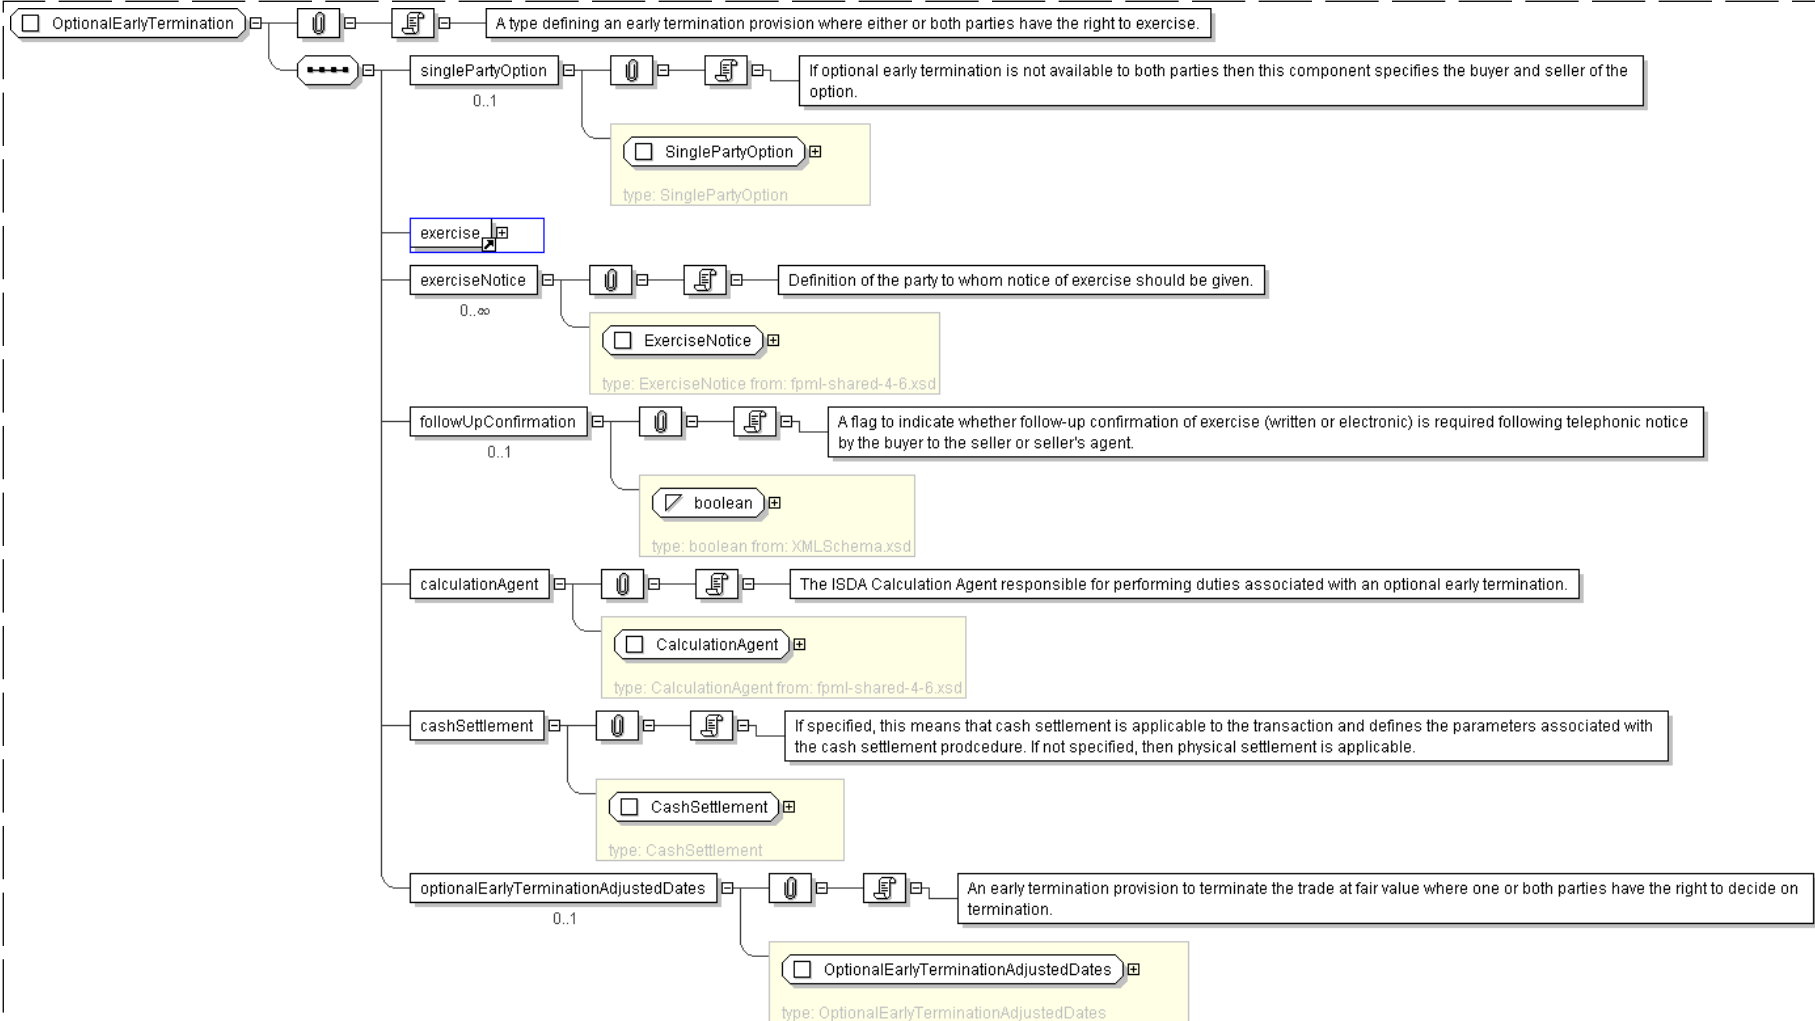 OptionalEarlyTermination
A type defining an early termination provision where either or both parties have the right to exercise.
singlePartyOption
0..1
If optional early termination is not available to both parties then this component specifies the buyer and seller of the
option.
SinglePartyOption
type: SinglePartyOption
exercise
exerciseNotice
0..∞
Definition of the party to whom notice of exercise should be given.
ExerciseNotice
type: ExerciseNotice from: fpml-shared-4-6.xsd
followUpConfirmation
0..1
A flag to indicate whether follow-up confirmation of exercise (written or electronic) is required following telephonic notice
by the buyer to the seller or seller's agent.
boolean
type: boolean from: XMLSchema.xsd
calculationAgent
The ISDA Calculation Agent responsible for performing duties associated with an optional early termination.
CalculationAgent
type: CalculationAgent from: fpml-shared-4-6.xsd
cashSettlement
If specified, this means that cash settlement is applicable to the transaction and defines the parameters associated with
the cash settlement prodcedure. If not specified, then physical settlement is applicable.
CashSettlement
type: CashSettlement
optionalEarlyTerminationAdjustedDates
0..1
An early termination provision to terminate the trade at fair value where one or both parties have the right to decide on
termination.
OptionalEarlyTerminationAdjustedDates
type: OptionalEarlyTerminationAdjustedDates